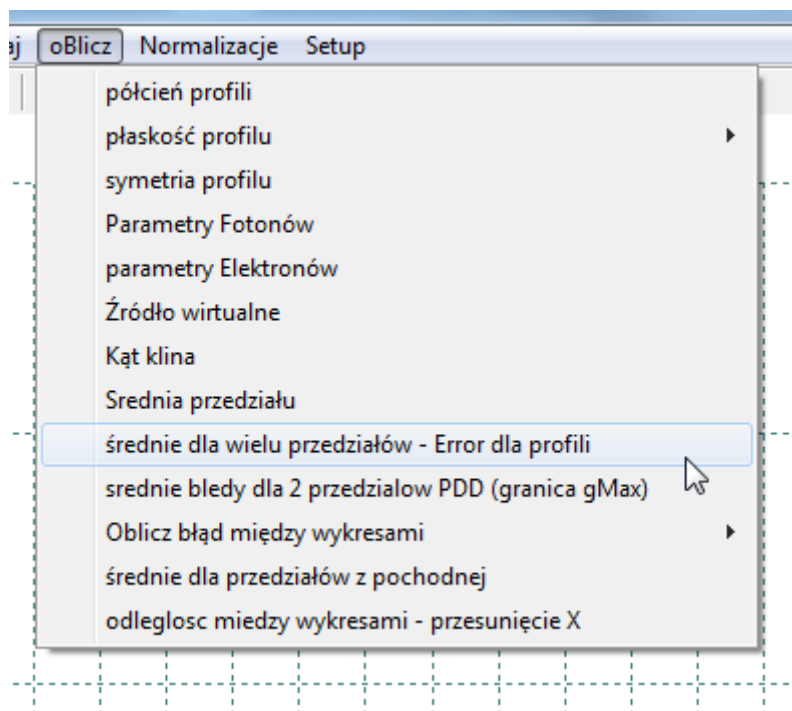 aj oBlicz Normalizacje Setup
półcień profili
płaskość profilu
symetria profilu
Parametry Fotonów
parametry Elektronów
Źródło wirtualne
Kąt klina
Srednia przedziału
średnie dla wielu przedziałów - Error dla profili
srednie bledy dla 2 przedzialow PDD (granica gMax)
Oblicz błąd między wykresami
średnie dla przedziałów z pochodnej
odleglosc miedzy wykresami - przesunięcie X